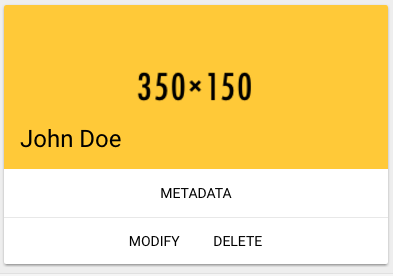 350×150
John Doe
METADATA
MODIFY DELETE